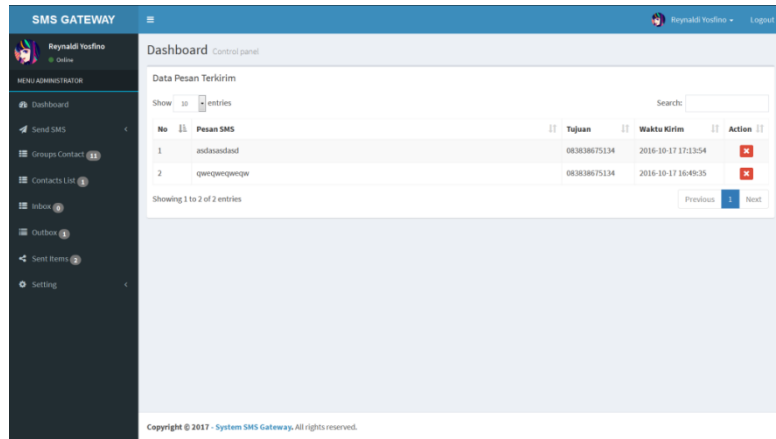 SMS GATEWAY
Reynaldi Yosfino Logout
Reynaldi Yosfino
Online
MENU ADMINISTRATOR
Dashboard
Send SMS
Groups Contact 11
Contacts List 1
Inbox 0
Outbox 1
Sent Items 2
Setting
Dashboard Control panel
Data Pesan Terkirim
Show 10 entries Search:
No Pesan SMS Tujuan Waktu Kirim Action
1 asdasasdasd 083838675134 2016-10-17 17:13:54
2 qweqweqweqw 083838675134 2016-10-17 16:49:35
Showing 1 to 2 of 2 entries Previous 1 Next
Copyright © 2017 - System SMS Gateway. All rights reserved.